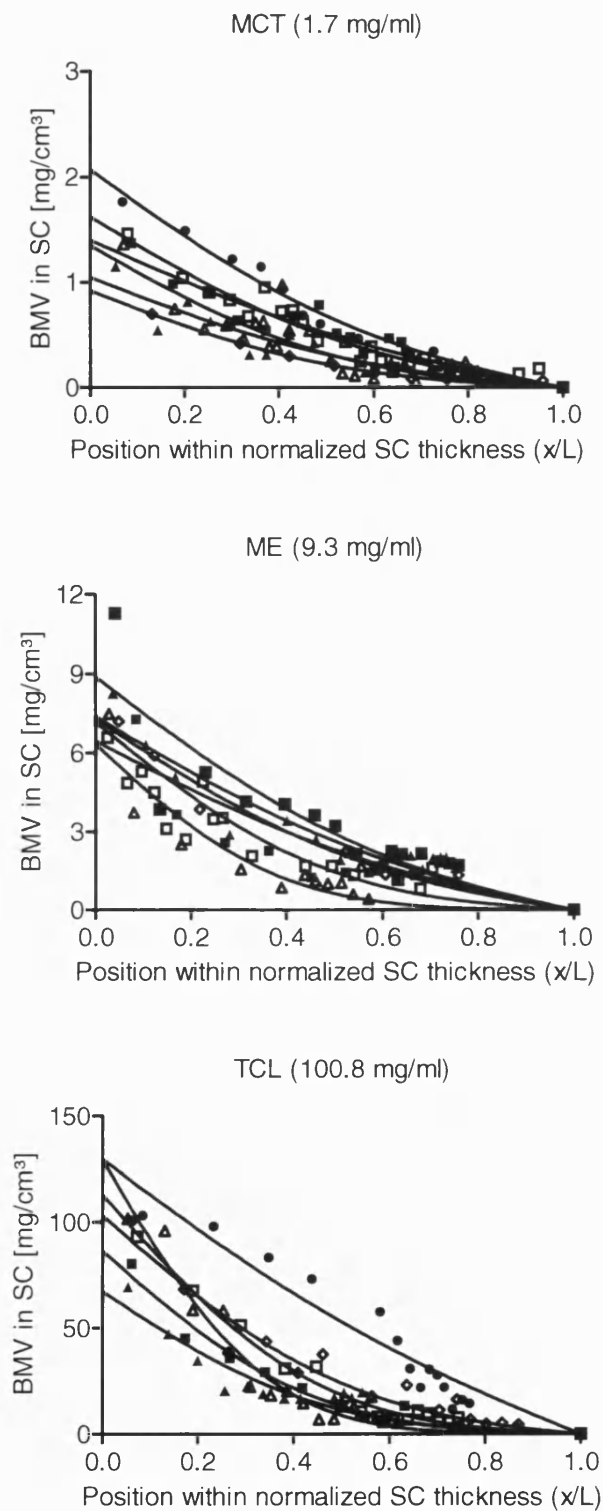 MCT (1.7 mg/ml)
3
2
1
0
BMV in SC [mg/cm³]
0.0 0.2 0.4 0.6 0.8 1.0
Position within normalized SC thickness (x/L)
ME (9.3 mg/ml)
12
9
6
3
0
BMV in SC [mg/cm³]
0.0 0.2 0.4 0.6 0.8 1.0
Position within normalized SC thickness (x/L)
TCL (100.8 mg/ml)
150
100
50
0
BMV in SC [mg/cm³]
0.0 0.2 0.4 0.6 0.8 1.0
Position within normalized SC thickness (x/L)